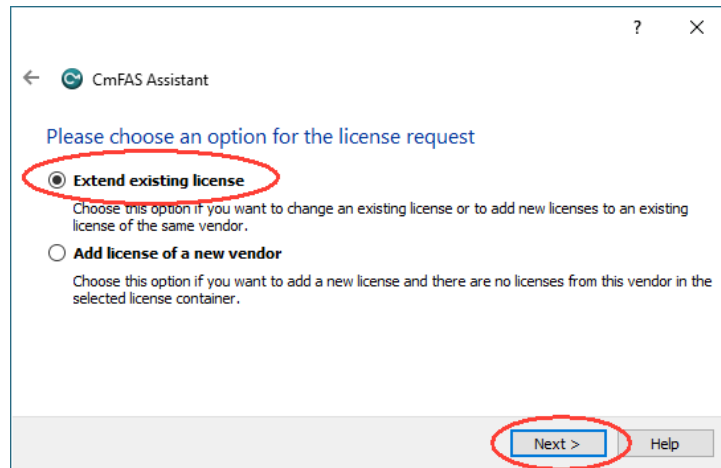 ?
CmFAS Assistant
Please choose an option for the license request
Extend existing license
Choose this option if you want to change an existing license or to add new licenses to an existing
license of the same vendor.
Add license of a new vendor
Choose this option if you want to add a new license and there are no licenses from this vendor in the
selected license container.
Next > Help